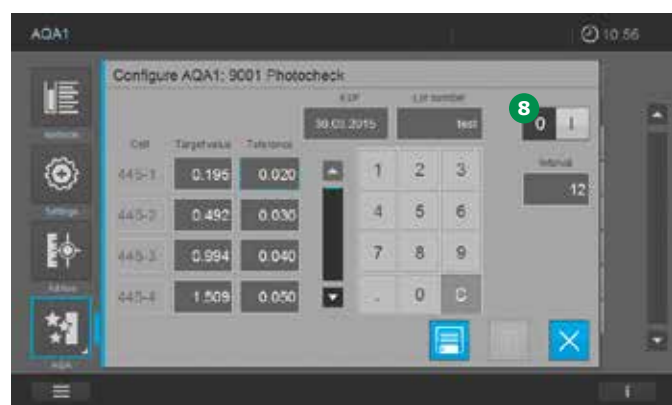 AQA1
10:56
Configure AQA1: 9001 Photocheck
EXP Lot number
8
30.03.2015 test 0 I
Cell Target value Tolerance
Interval
12
445-1 0.195 0.020 1 2 3
Settings
445-2 0.492 0.030 4 5 6
445-3 0.994 0.040 7 8 9
445-4 1.509 0.050 . 0 C
AQA
i